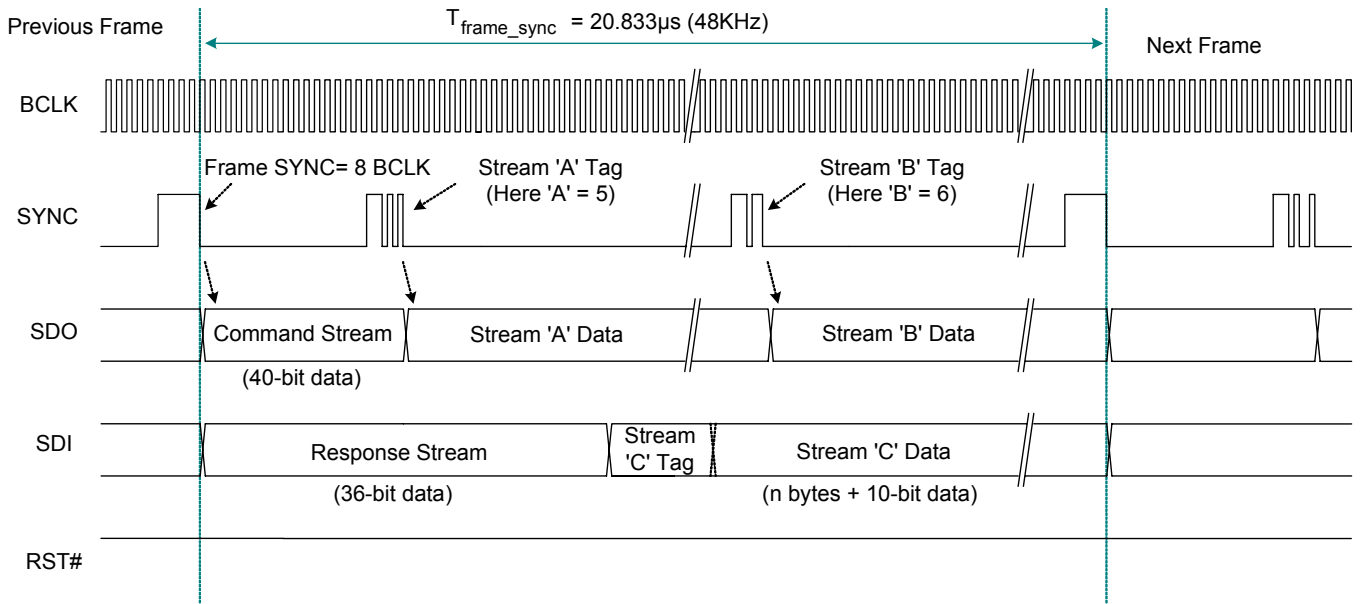 Previous Frame
T frame_sync = 20.833µs (48KHz)
Next Frame
BCLK
Frame SYNC= 8 BCLK
Stream 'A' Tag
(Here 'A' = 5)
Stream 'B' Tag
(Here 'B' = 6)
SYNC
SDO
Command Stream
Stream 'A' Data
Stream 'B' Data
(40-bit data)
SDI
Response Stream
Stream
'C' Tag
Stream 'C' Data
(36-bit data)
(n bytes + 10-bit data)
RST#